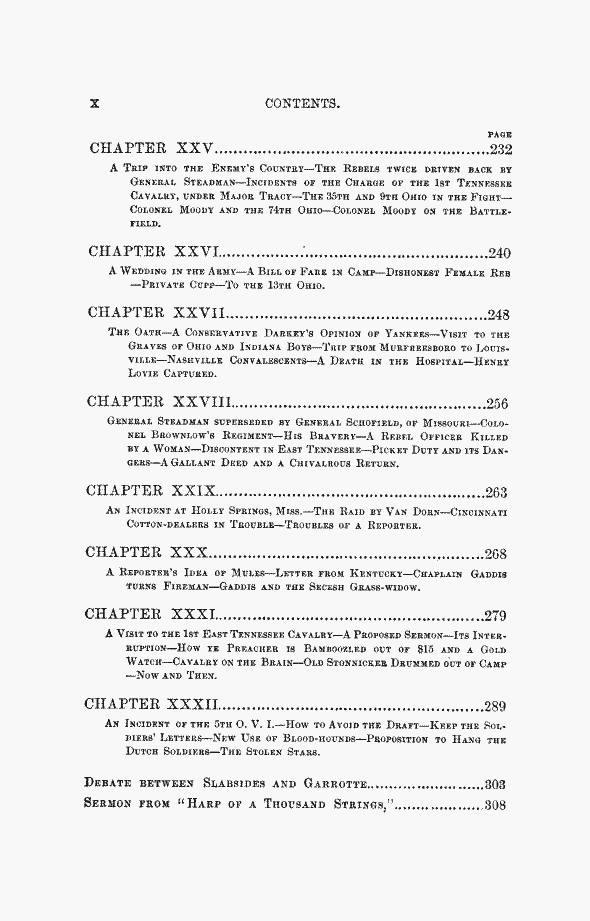 X CONTENTS.
PAGE
CHAPTER XXV.................................................232
A Trip into the Enemy's Country—The Rebels twice driven back by
General Steadman—Incidents of the Charge of the 1st Tennessee
Cavalry, under Major Tracy—The 35th and 9th Ohio in the Fight—
Colonel Moody and the 74th Ohio—Colonel Moody on the Battle-
field.
CHAPTER XXVI.................................................240
A Wedding in the Army—A Bill of Fare in Camp—Dishonest Female Reb
—Private Cupp—To the 13th Ohio.
CHAPTER XXVII.................................................248
The Oath—A Conservative Darkey's Opinion of Yankees—Visit to the
Graves of Ohio and Indiana Boys—Trip from Murfreesboro to Louis-
ville—Nashville Convalescents—A Death in the Hospital—Henry
Lovie Captured.
CHAPTER XXVIII.................................................256
General Steadman superseded by General Schofield, of Missouri—Colo-
nel Brownlow's Regiment—His Bravery—A Rebel Officer Killed
by a Woman—Discontent in East Tennessee—Picket Duty and its Dan-
gers—A Gallant Deed and a Chivalrous Return.
CHAPTER XXIX.................................................263
An Incident at Holly Springs, Miss.—The Raid by Van Dorn—Cincinnati
Cotton-dealers in Trouble—Troubles of a Reporter.
CHAPTER XXX.................................................268
A Reporter's Idea of Mules—Letter from Kentucky—Chaplain Gaddis
turns Fireman—Gaddis and the Secesh Grass-widow.
CHAPTER XXXI.................................................279
A Visit to the 1st East Tennessee Cavalry—A Proposed Sermon—Its Inter-
ruption—How ye Preacher is Bamboozled out of $15 and a Gold
Watch—Cavalry on the Brain—Old Stonnicker Drummed out of Camp
—Now and Then.
CHAPTER XXXII.................................................289
An Incident of the 5th O. V. I.—How to Avoid the Draft—Keep the Sol-
diers' Letters—New Use of Blood-hounds—Proposition to Hang the
Dutch Soldiers—The Stolen Stars.
Debate between Slabsides and Garrotte........................303
Sermon from "Harp of a Thousand Strings,"...................308